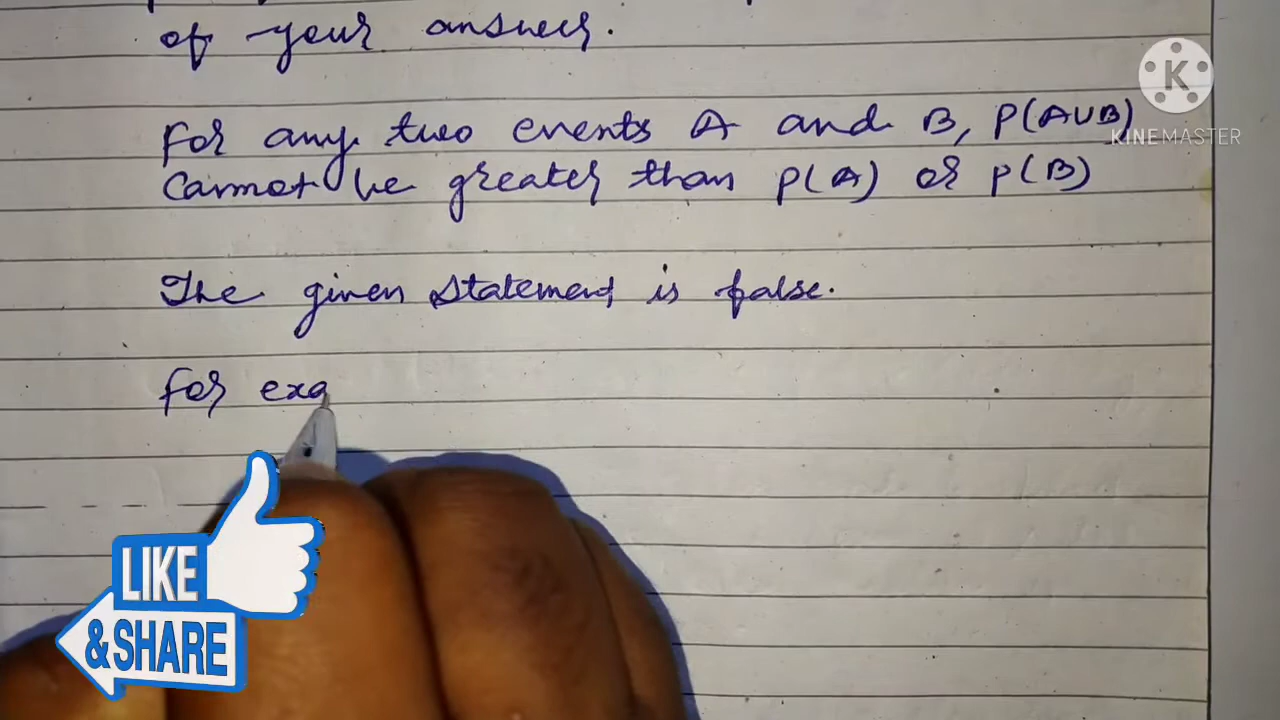 of your answer.
For any two events A and B, P(AUB)
Cannot be greater than P(A) or P(B)
The given statement is false.
For exa
K
KINEMASTER
LIKE
& SHARE